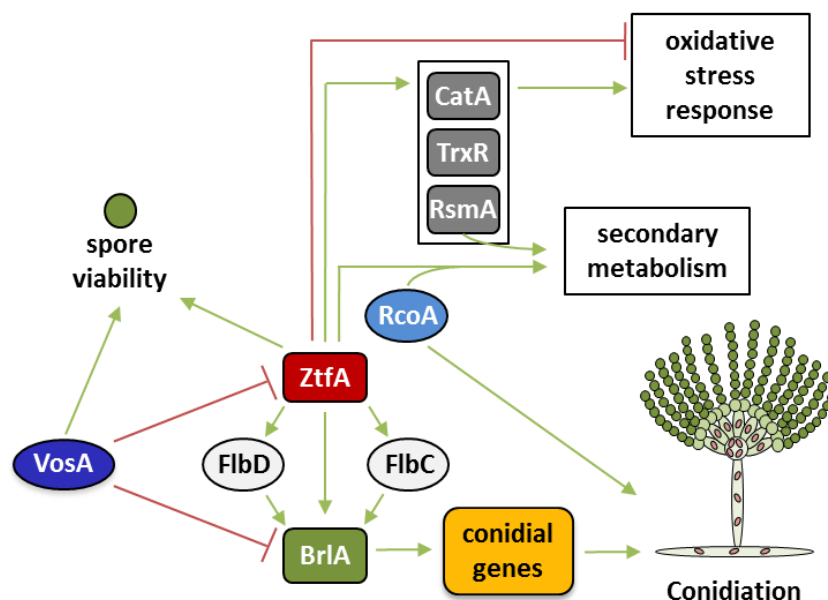 oxidative
stress
response
CatA
TrxR
RsmA
spore
viability
secondary
metabolism
RcoA
ZtfA
VosA
FlbD
FlbC
BrlA
conidial
genes
Conidiation